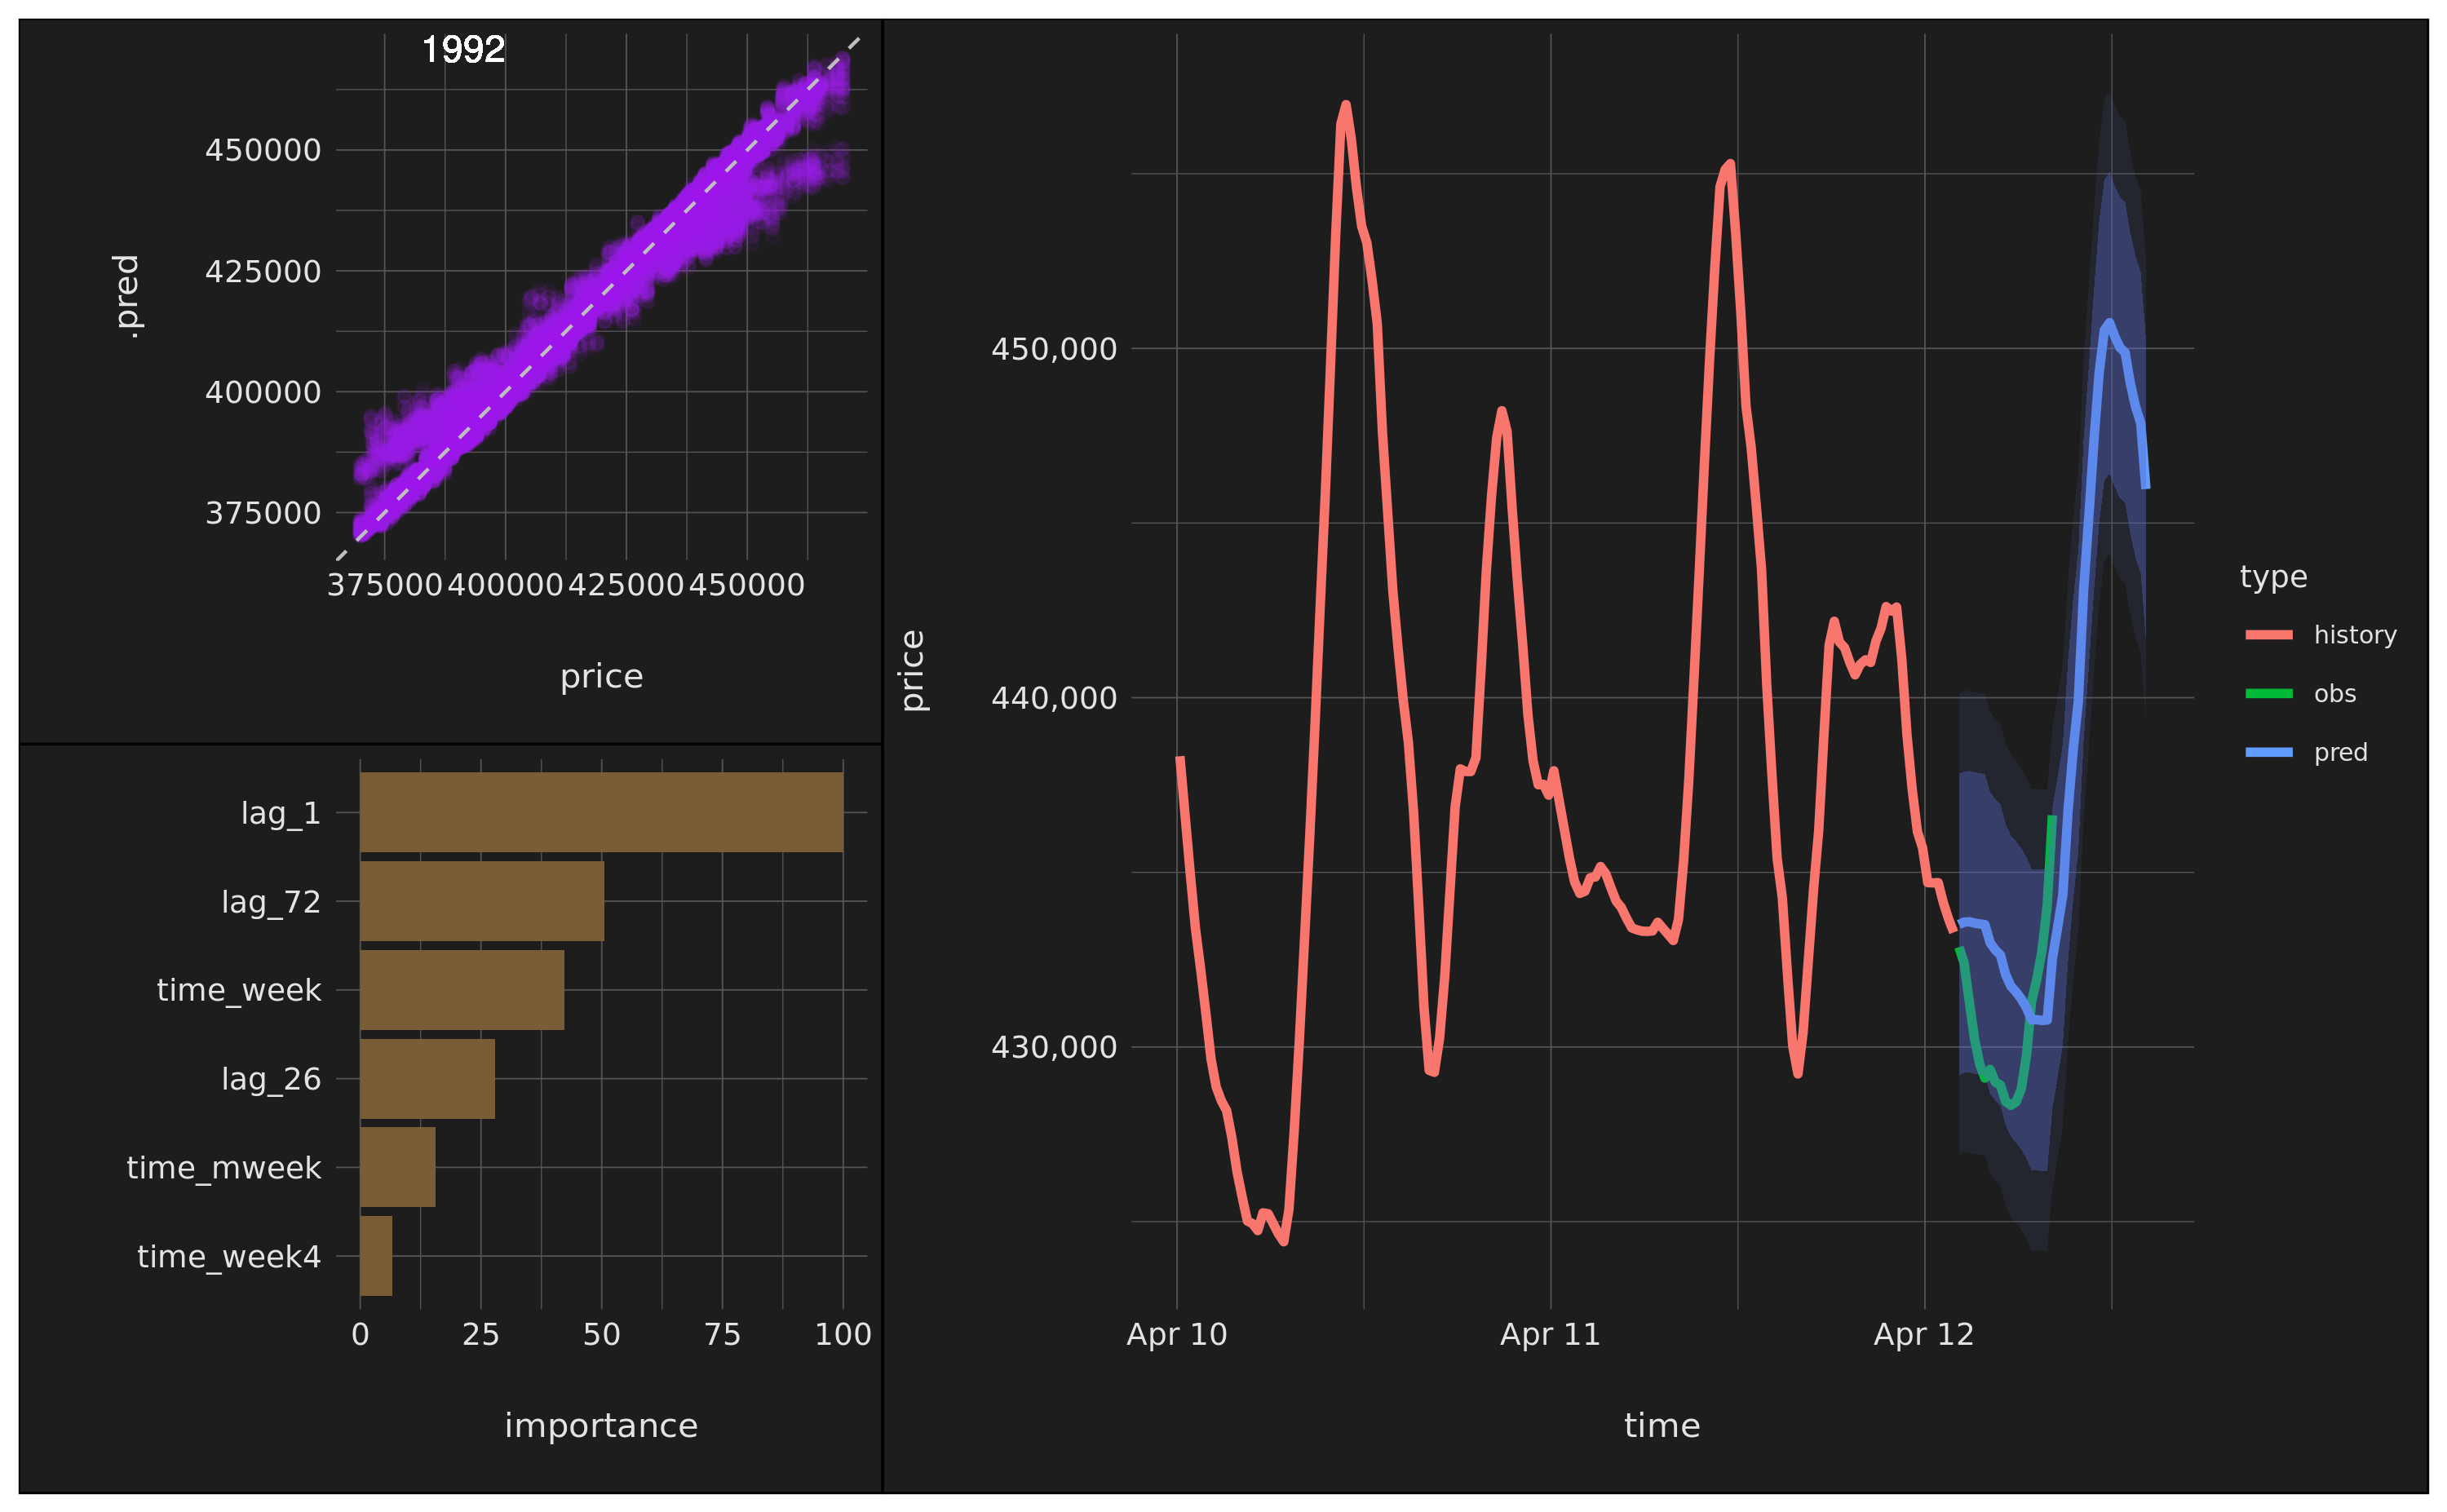 1992
450000
425000
400000
375000
.pred
375000 400000 425000 450000
price
lag_1
lag_72
time_week
lag_26
time_mweek
time_week4
0 25 50 75 100
importance
price
450,000
440,000
430,000
Apr 10 Apr 11 Apr 12
time
type
history
obs
pred